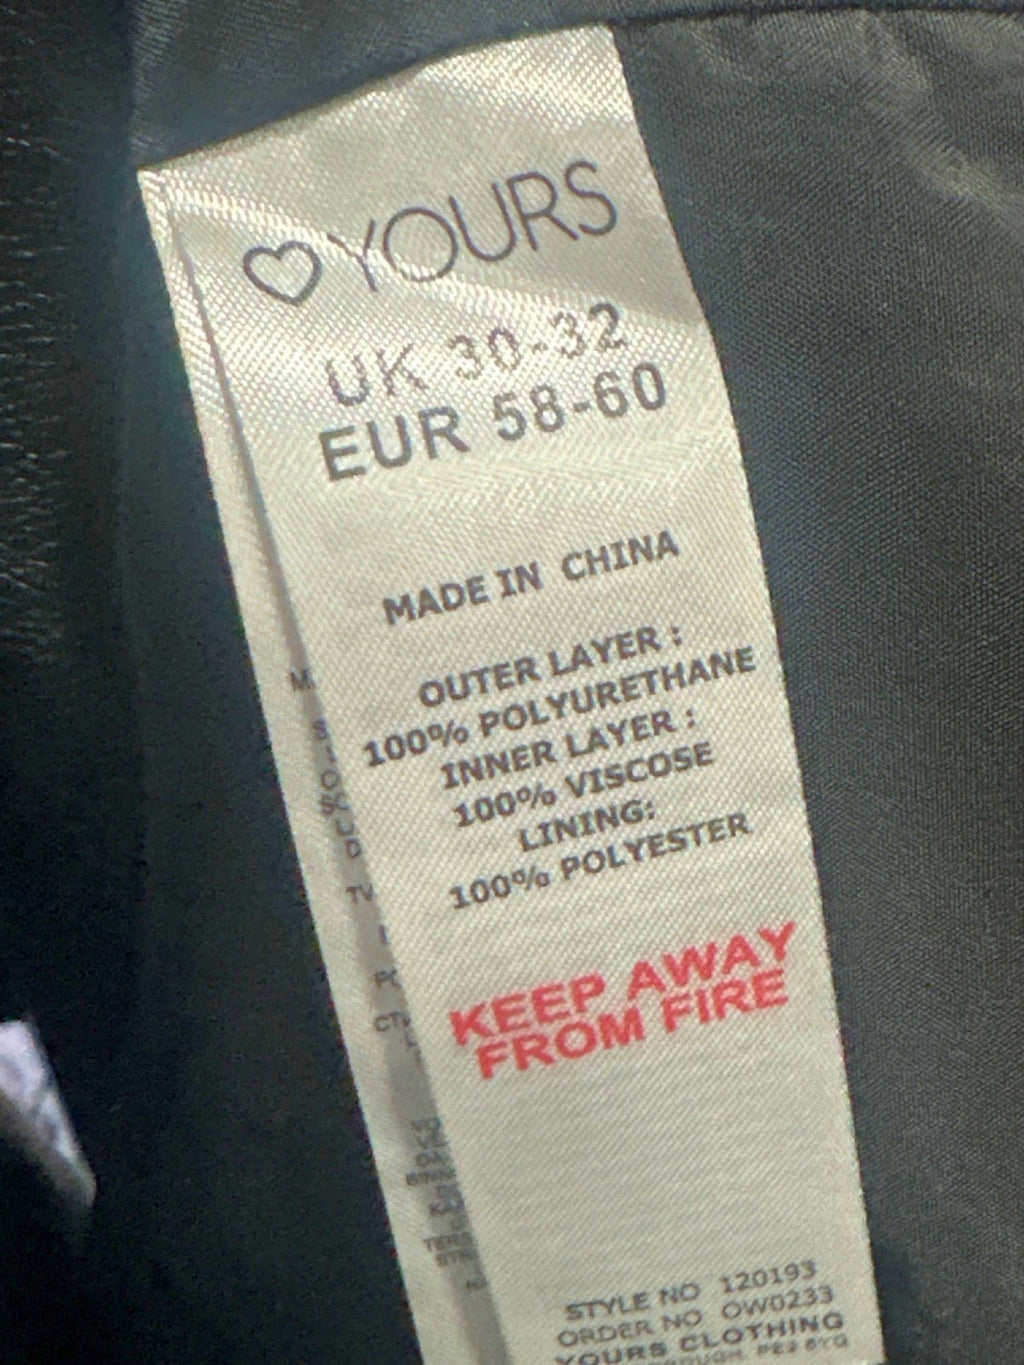 YOURS
UK 30-32
EUR 58-60
MADE IN CHINA
OUTER LAYER :
100% POLYURETHANE
INNER LAYER :
100% VISCOSE
LINING:
100% POLYESTER
KEEP AWAY
FROM FIRE
STYLE NO 120193
ORDER NO OW0233
YOURS CLOTHING